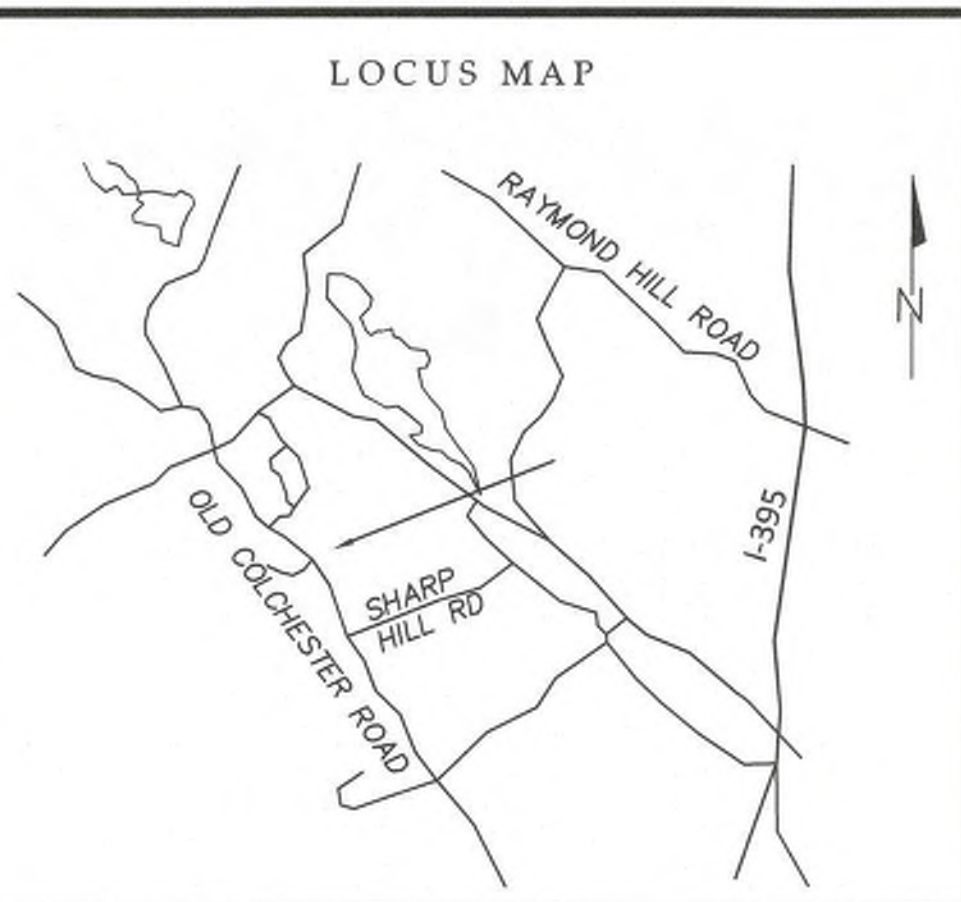 LOCUS MAP
RAYMOND HILL ROAD
N
I-395
OLD COLCHESTER ROAD
SHARP
HILL RD